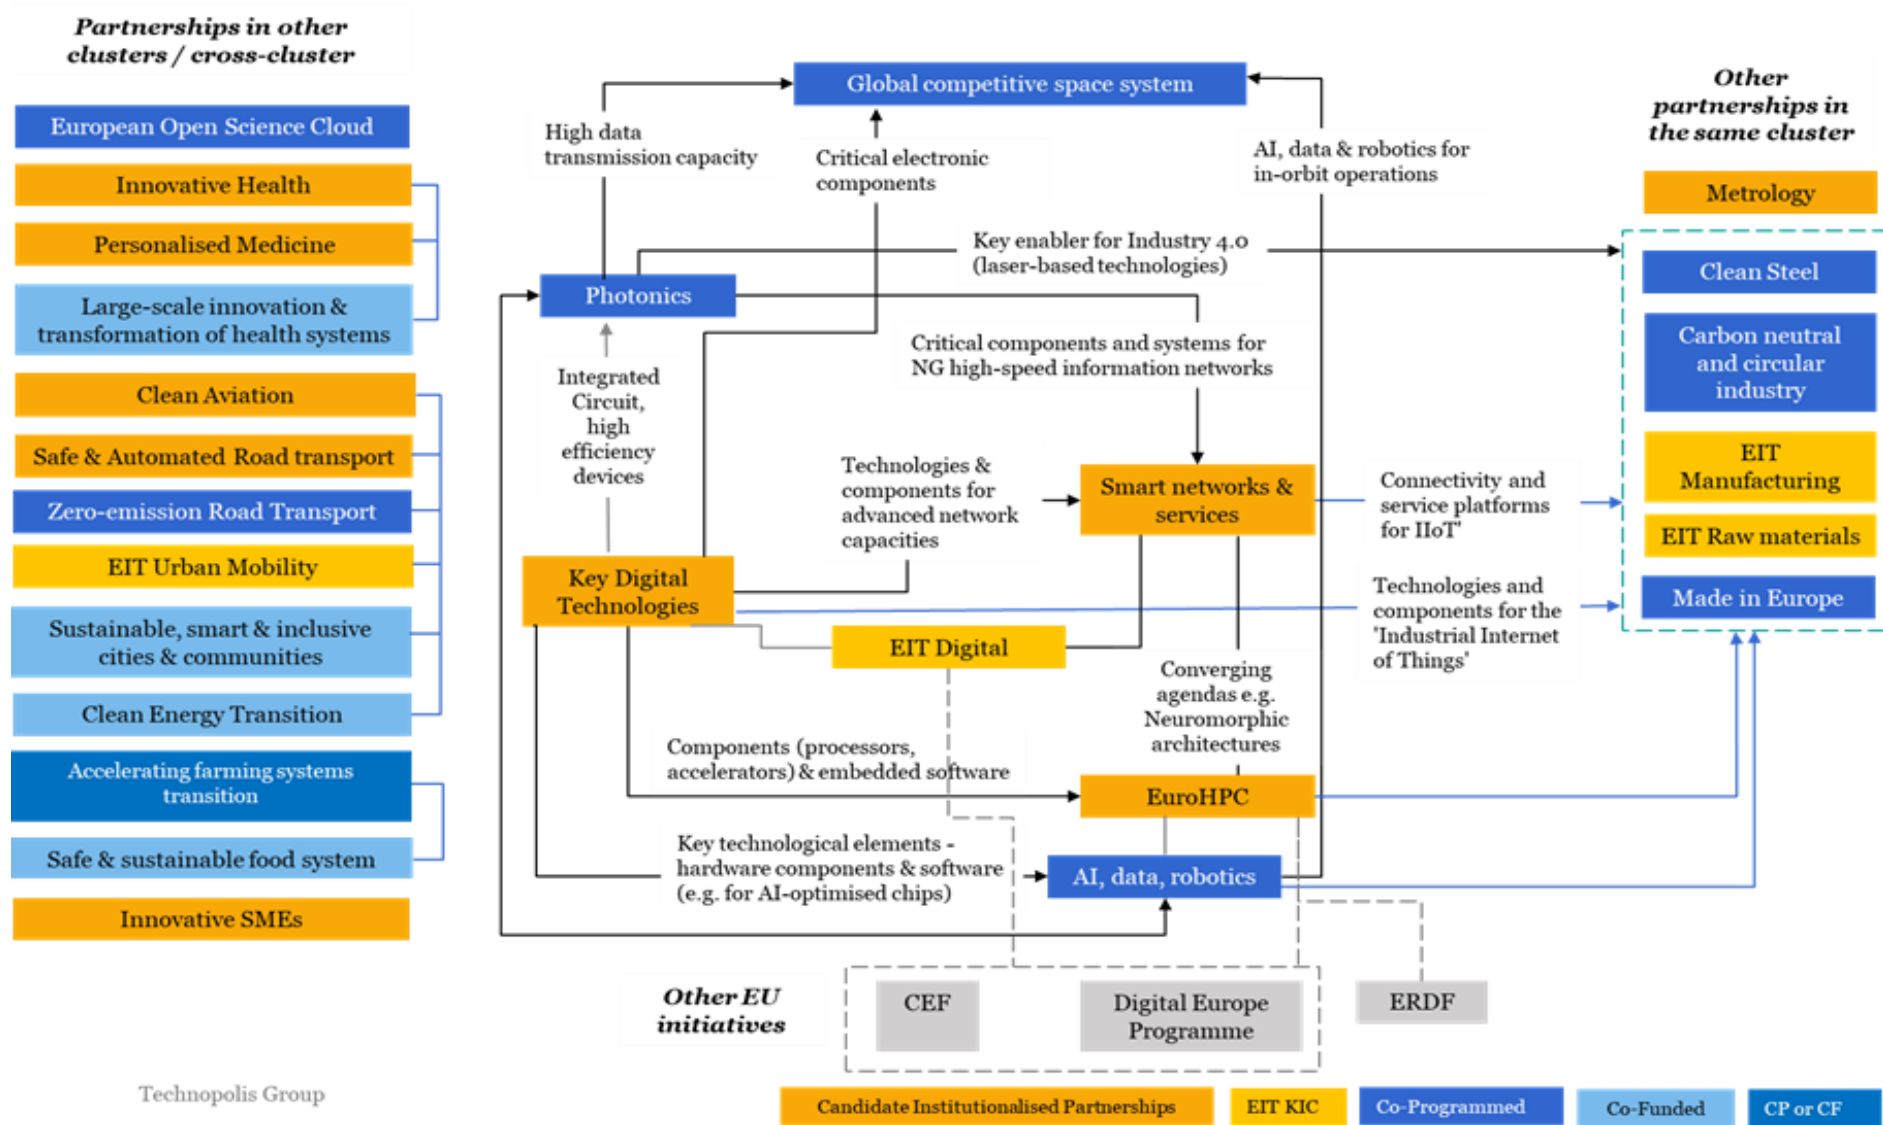 Partnerships in other
clusters / cross-cluster
European Open Science Cloud
Innovative Health
Personalised Medicine
Large-scale innovation &
transformation of health systems
Clean Aviation
Safe & Automated Road transport
Zero-emission Road Transport
EIT Urban Mobility
Sustainable, smart & inclusive
cities & communities
Clean Energy Transition
Accelerating farming systems
transition
Safe & sustainable food system
Innovative SMEs
Technopolis Group
Global competitive space system
High data
transmission capacity
Critical electronic
components
AI, data & robotics for
in-orbit operations
Key enabler for Industry 4.0
(laser-based technologies)
Photonics
Critical components and systems for
NG high-speed information networks
Integrated
Circuit,
high
efficiency
devices
Technologies &
components for
advanced network
capacities
Smart networks &
services
Connectivity and
service platforms
for IIoT'
Key Digital
Technologies
Technologies and
components for the
'Industrial Internet
of Things'
EIT Digital
Converging
agendas e.g.
Neuromorphic
architectures
Components (processors,
accelerators) & embedded software
EuroHPC
Key technological elements -
hardware components & software
(e.g. for AI-optimised chips)
AI, data, robotics
Other EU
initiatives
CEF
Digital Europe
Programme
ERDF
Other
partnerships in
the same cluster
Metrology
Clean Steel
Carbon neutral
and circular
industry
EIT
Manufacturing
EIT Raw materials
Made in Europe
Candidate Institutionalised Partnerships
EIT KIC
Co-Programmed
Co-Funded
CP or CF